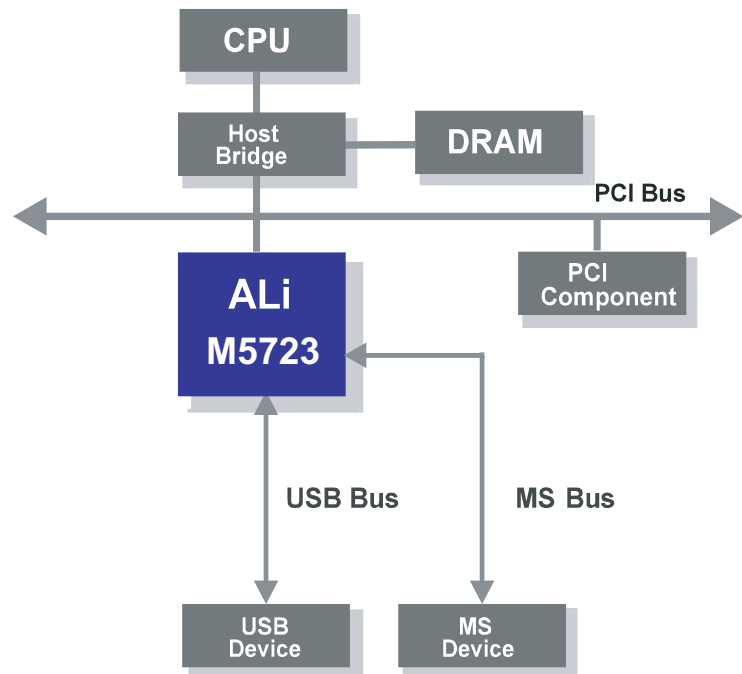 CPU
Host
Bridge
DRAM
PCI Bus
ALi
M5723
PCI
Component
USB Bus
MS Bus
USB
Device
MS
Device